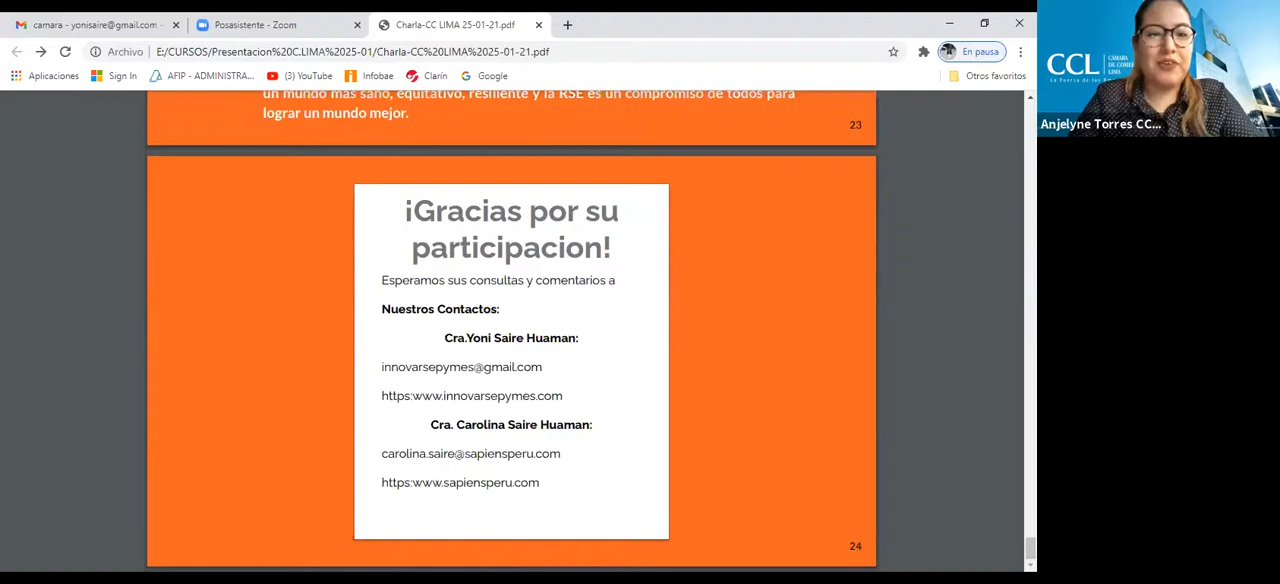 camara - yonisaire@gmail.com -
Posasistente - Zoom
Charla-CC LIMA 25-01-21.pdf
Archivo
E:/CURSOS/Presentacion%20C.LIMA%2025-01/Charla-CC%20LIMA%2025-01-21.pdf
En pausa
Aplicaciones
Sign In
AFIP - ADMINISTRA...
(3) YouTube
Infobae
Clarín
Google
Otros favoritos
un mundo más sano, equitativo, resiliente y la RSE es un compromiso de todos para
lograr un mundo mejor.
23
¡Gracias por su
participacion!
Esperamos sus consultas y comentarios a
Nuestros Contactos:
Cra.Yoni Saire Huaman:
innovarsepymes@gmail.com
https:www.innovarsepymes.com
Cra. Carolina Saire Huaman:
carolina.saire@sapiensperu.com
https:www.sapiensperu.com
24
CCL
Anjelyne Torres CC...